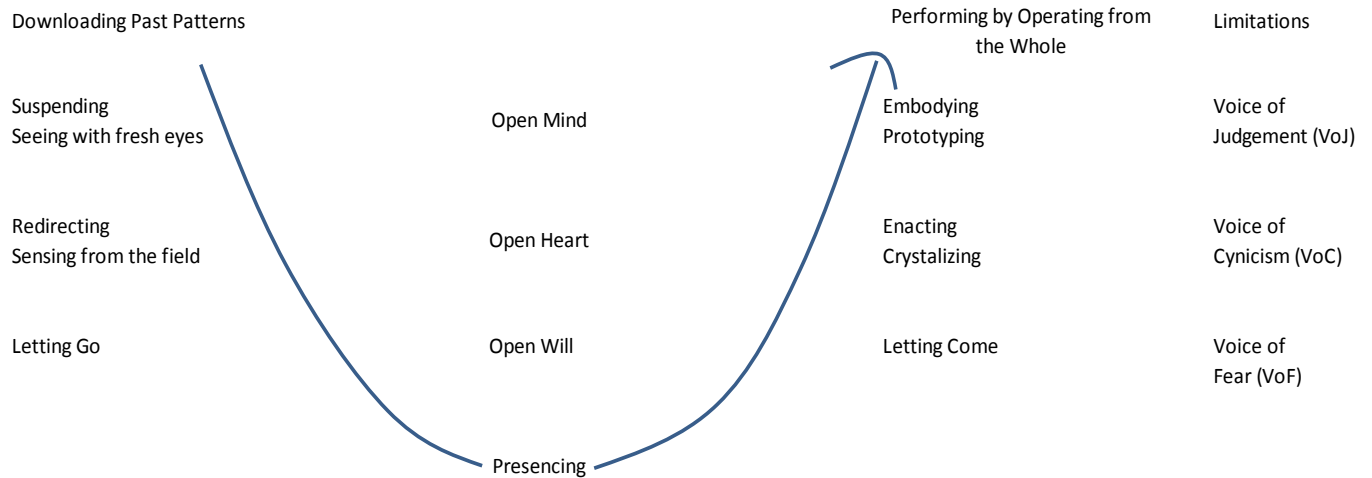 Downloading Past Patterns
Performing by Operating from
the Whole
Limitations
Suspending
Seeing with fresh eyes
Open Mind
Embodying
Prototyping
Voice of
Judgement (VoJ)
Redirecting
Sensing from the field
Open Heart
Enacting
Crystalizing
Voice of
Cynicism (VoC)
Letting Go
Open Will
Letting Come
Voice of
Fear (VoF)
Presencing